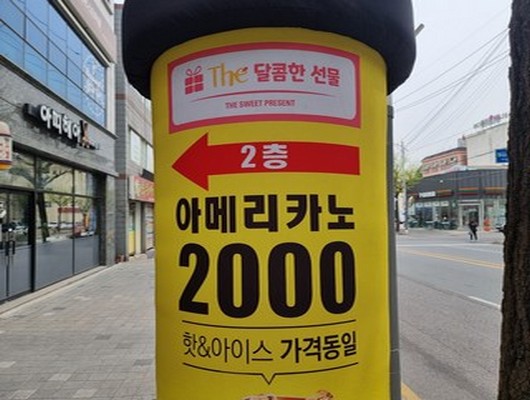 The 달콤한 선물
THE SWEET PRESENT
2층
아메리카노
2000
핫&아이스 가격동일